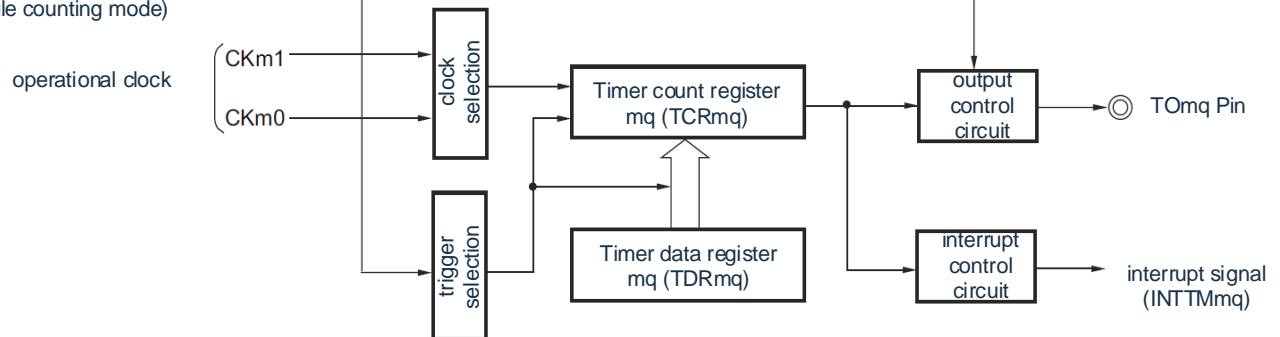 le counting mode)
operational clock
CKm1
CKm0
clock
selection
Timer count register
mq (TCRmq)
output
control
circuit
TOmq Pin
trigger
selection
Timer data register
mq (TDRmq)
interrupt
control
circuit
interrupt signal
(INTTMmq)